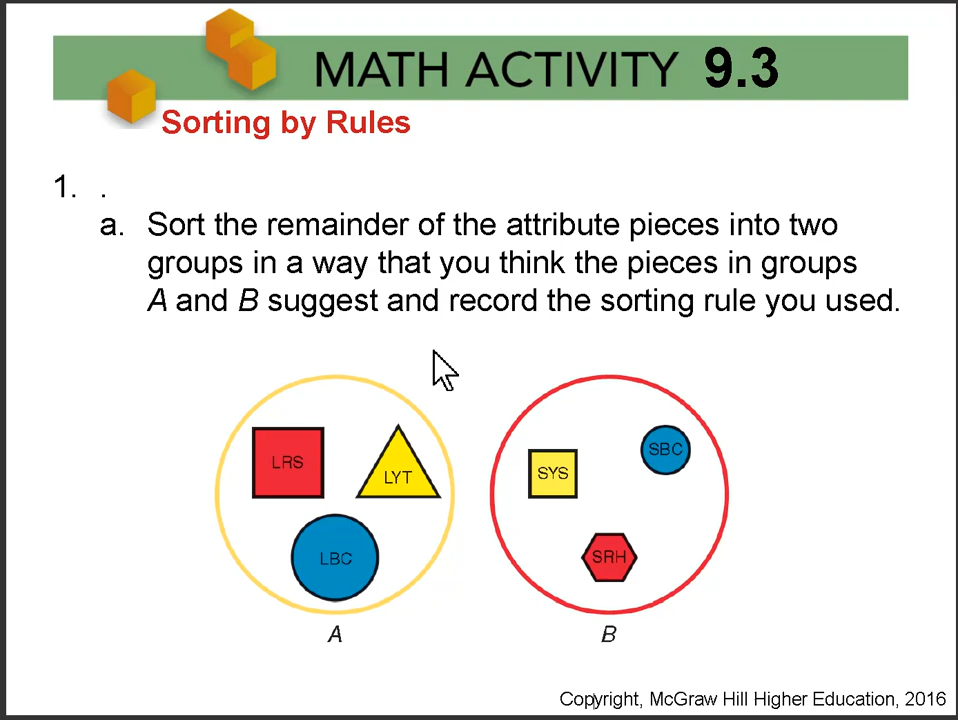 MATH ACTIVITY 9.3
Sorting by Rules
1. .
a. Sort the remainder of the attribute pieces into two
groups in a way that you think the pieces in groups
A and B suggest and record the sorting rule you used.
LRS
LYT
LBC
SYS
SBC
SRH
A
B
Copyright, McGraw Hill Higher Education, 2016